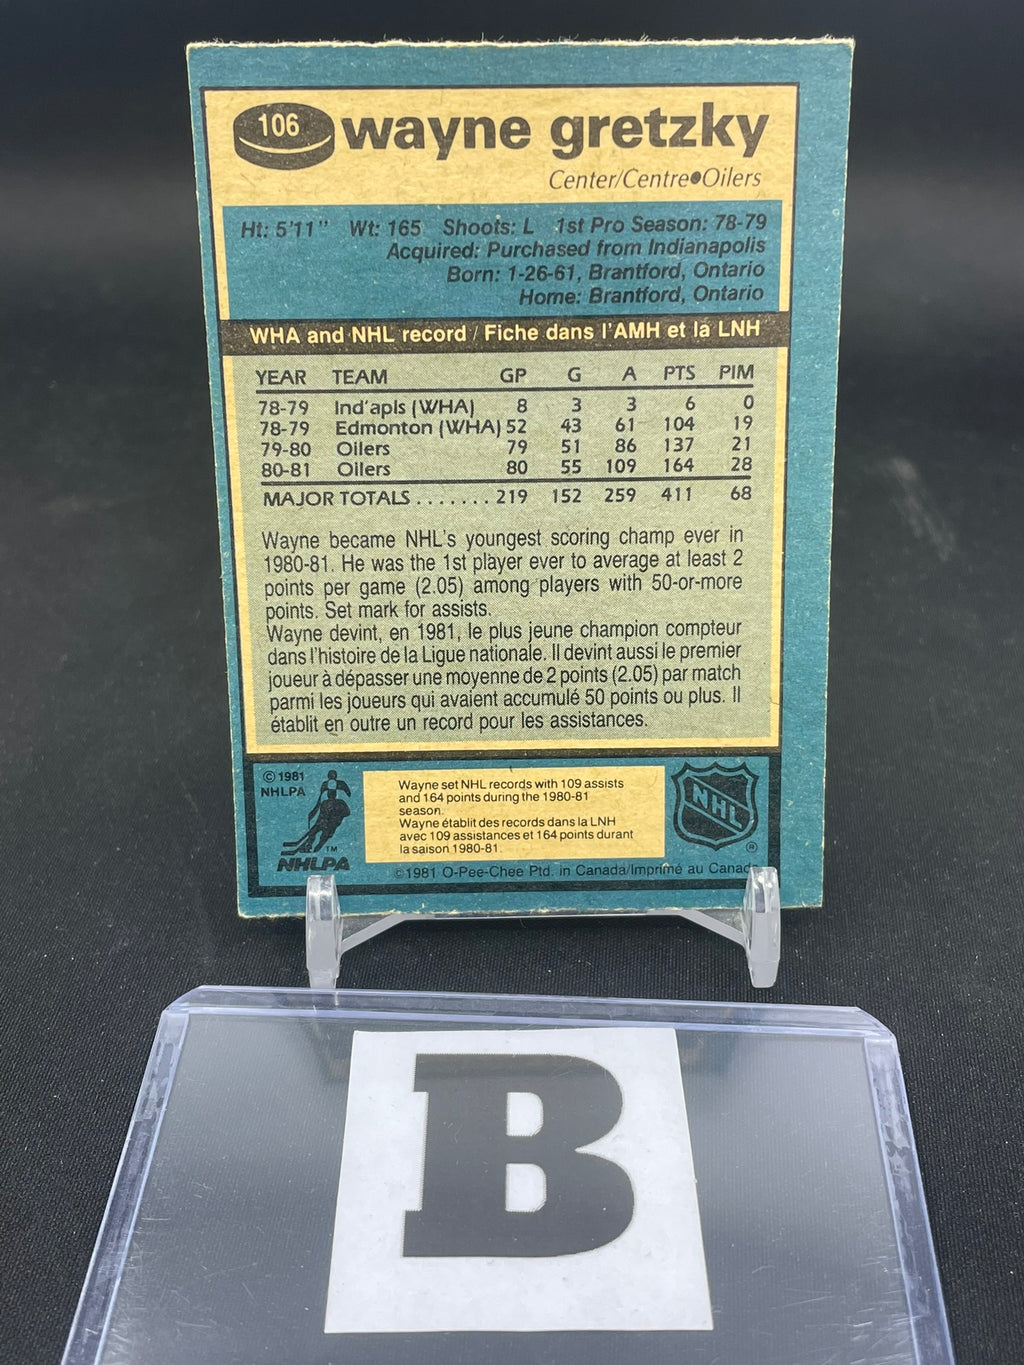 106 wayne gretzky
Center/Centre●Oilers
Ht: 5'11" Wt: 165 Shoots: L 1st Pro Season: 78-79
Acquired: Purchased from Indianapolis
Born: 1-26-61, Brantford, Ontario
Home: Brantford, Ontario
WHA and NHL record / Fiche dans l'AMH et la LNH
YEAR TEAM GP G A PTS PIM
78-79 Ind'apls (WHA) 8 3 3 6 0
78-79 Edmonton (WHA) 52 43 61 104 19
79-80 Oilers 79 51 86 137 21
80-81 Oilers 80 55 109 164 28
MAJOR TOTALS ....... 219 152 259 411 68
Wayne became NHL's youngest scoring champ ever in
1980-81. He was the 1st player ever to average at least 2
points per game (2.05) among players with 50-or-more
points. Set mark for assists.
Wayne devint, en 1981, le plus jeune champion compteur
dans l'histoire de la Ligue nationale. Il devint aussi le premier
joueur à dépasser une moyenne de 2 points (2.05) par match
parmi les joueurs qui avaient accumulé 50 points ou plus. Il
établit en outre un record pour les assistances.
© 1981
NHLPA
TM
NHLPA
Wayne set NHL records with 109 assists
and 164 points during the 1980-81
season.
Wayne établit des records dans la LNH
avec 109 assistances et 164 points durant
la saison 1980-81.
NHL
®
©1981 O-Pee-Chee Ptd. in Canada/Imprimé au Canada
B